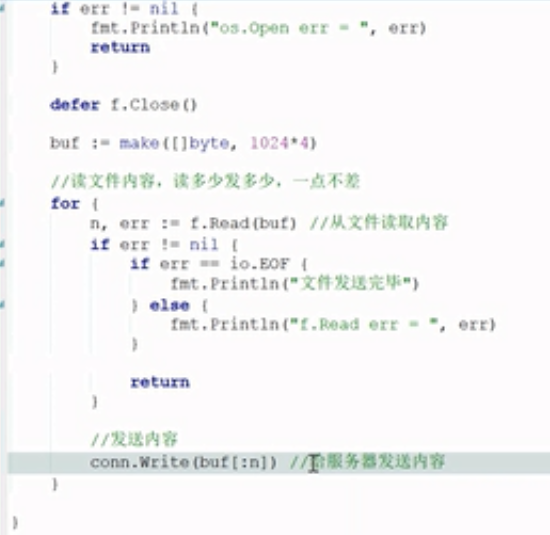 if err != nil {
fmt.Println("os.Open err = ", err)
return
}
defer f.Close()
buf := make([]byte, 1024*4)
//读文件内容，读多少发多少，一点不差
for {
n, err := f.Read(buf) //从文件读取内容
if err != nil {
if err == io.EOF {
fmt.Println("文件发送完毕")
} else {
fmt.Println("f.Read err = ", err)
}
return
}
//发送内容
conn.Write(buf[:n]) //给服务器发送内容
}
}